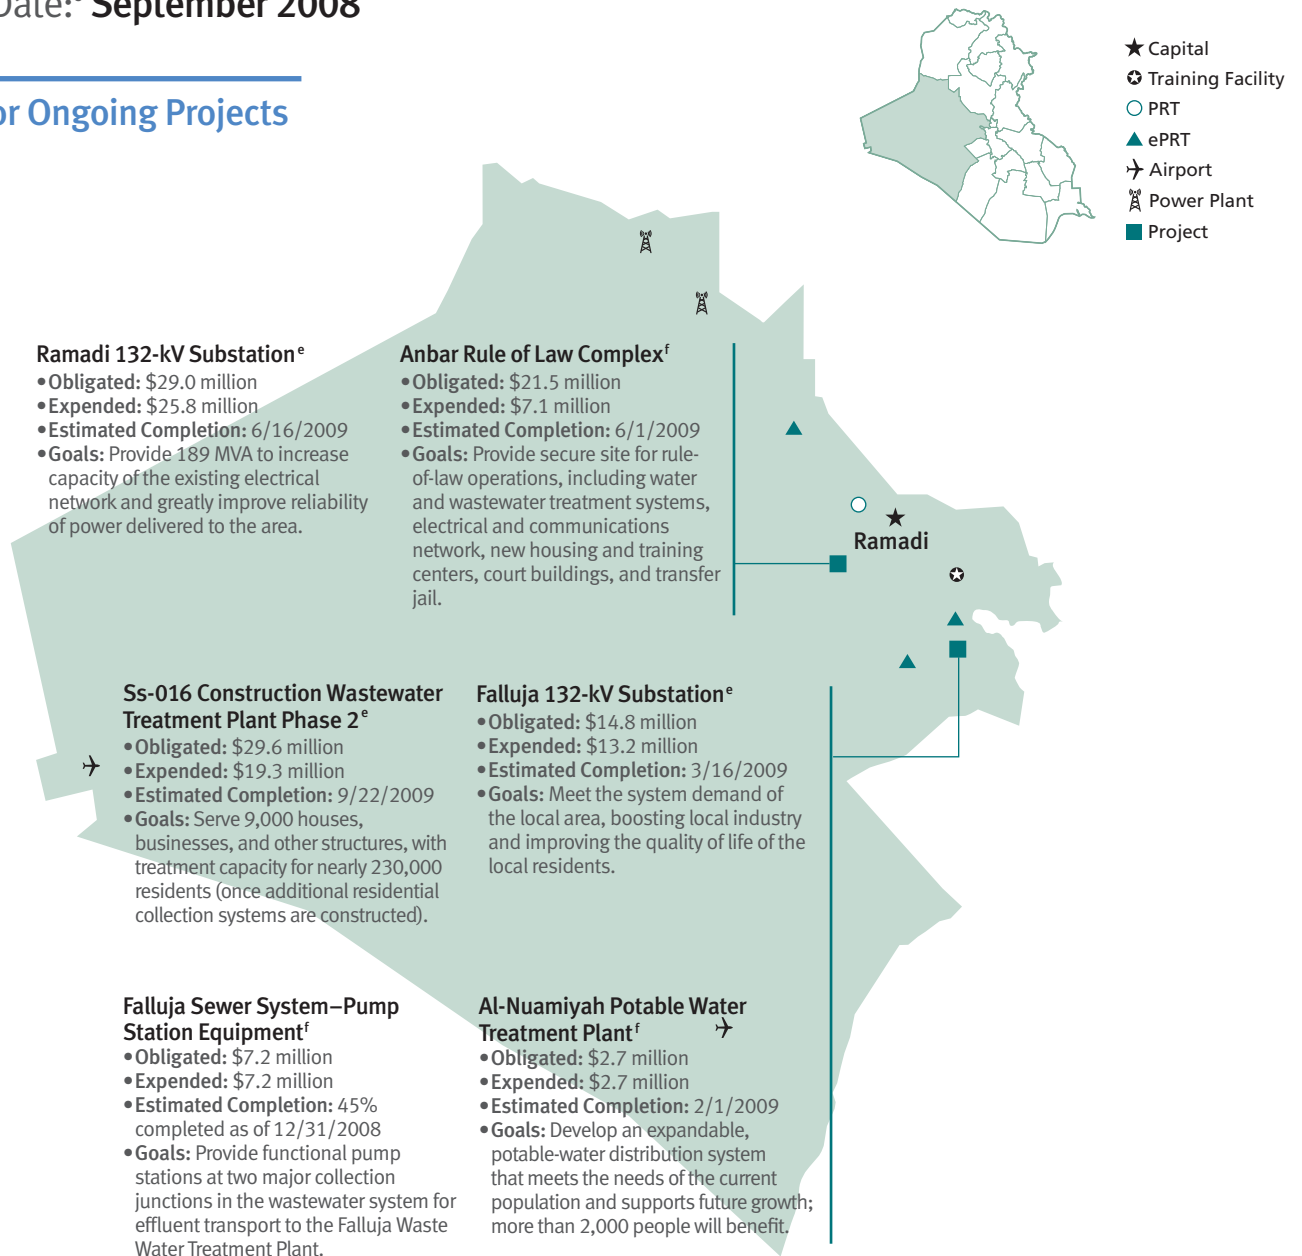 Date: September 2008
or Ongoing Projects
Capital
Training Facility
PRT
ePRT
Airport
Power Plant
Project
Ramadi 132-kV Substation e
• Obligated: $29.0 million
• Expended: $25.8 million
• Estimated Completion: 6/16/2009
• Goals: Provide 189 MVA to increase
capacity of the existing electrical
network and greatly improve reliability
of power delivered to the area.
Anbar Rule of Law Complex f
• Obligated: $21.5 million
• Expended: $7.1 million
• Estimated Completion: 6/1/2009
• Goals: Provide secure site for rule-
of-law operations, including water
and wastewater treatment systems,
electrical and communications
network, new housing and training
centers, court buildings, and transfer
jail.
Ramadi
Ss-016 Construction Wastewater
Treatment Plant Phase 2 e
• Obligated: $29.6 million
• Expended: $19.3 million
• Estimated Completion: 9/22/2009
• Goals: Serve 9,000 houses,
businesses, and other structures, with
treatment capacity for nearly 230,000
residents (once additional residential
collection systems are constructed).
Falluja 132-kV Substation e
• Obligated: $14.8 million
• Expended: $13.2 million
• Estimated Completion: 3/16/2009
• Goals: Meet the system demand of
the local area, boosting local industry
and improving the quality of life of the
local residents.
Falluja Sewer System–Pump
Station Equipment f
• Obligated: $7.2 million
• Expended: $7.2 million
• Estimated Completion: 45%
completed as of 12/31/2008
• Goals: Provide functional pump
stations at two major collection
junctions in the wastewater system for
effluent transport to the Falluja Waste
Water Treatment Plant.
Al-Nuamiyah Potable Water
Treatment Plant f
• Obligated: $2.7 million
• Expended: $2.7 million
• Estimated Completion: 2/1/2009
• Goals: Develop an expandable,
potable-water distribution system
that meets the needs of the current
population and supports future growth;
more than 2,000 people will benefit.